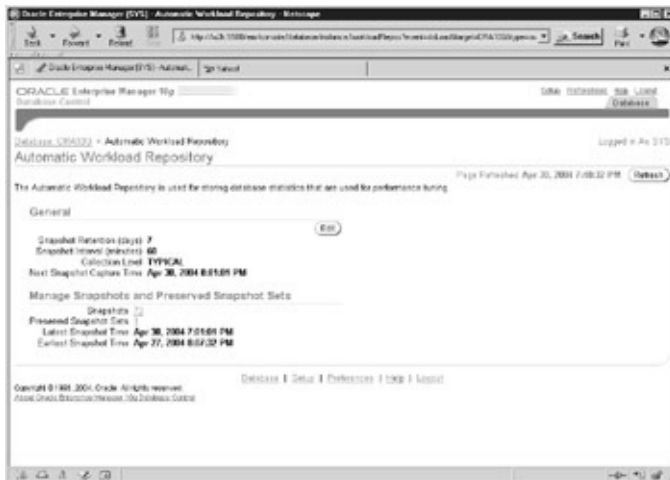 Oracle Enterprise Manager (SYS) - Automatic Workload Repository - Netscape
Back Forward Reload Search Print
Oracle Enterprise Manager (SYS) - Automat...
ORACLE Enterprise Manager 10g
Database Control
Setup Preferences Help Logout
Database
> Automatic Workload Repository
Logged in As SYS
Automatic Workload Repository
Page Refreshed Apr 30, 2004 Refresh
The Automatic Workload Repository is used for storing database statistics that are used for performance tuning.
General
Edit
Snapshot Retention (days) 7
Snapshot Interval (minutes) 60
Collection Level TYPICAL
Next Snapshot Capture Time Apr 30, 2004 8:01:01 PM
Manage Snapshots and Preserved Snapshot Sets
Snapshots
Preserved Snapshot Sets
Latest Snapshot Time Apr 30, 2004 7:01:01 PM
Earliest Snapshot Time Apr 27, 2004 8:07:32 PM
Database | Setup | Preferences | Help | Logout
Copyright © 1996, 2004, Oracle. All rights reserved.
About Oracle Enterprise Manager 10g Database Control